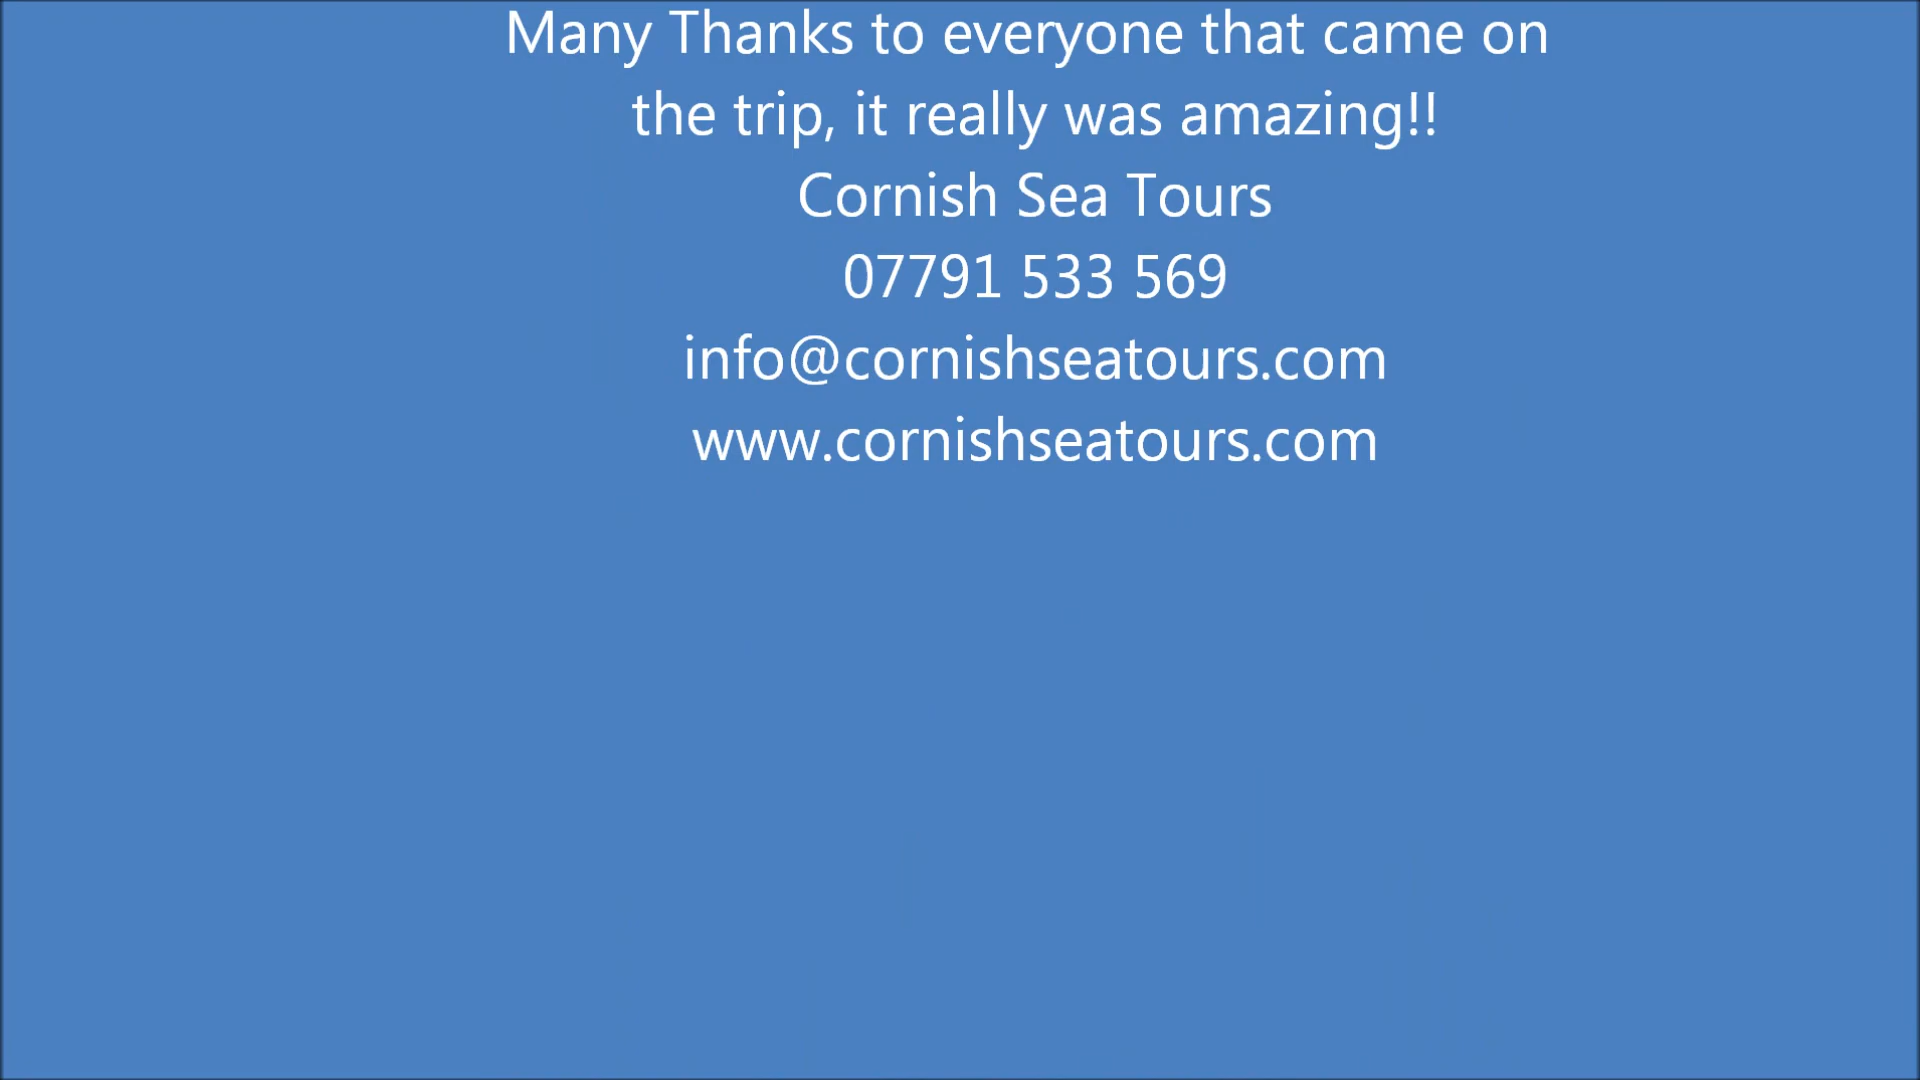 Many Thanks to everyone that came on
the trip, it really was amazing!!
Cornish Sea Tours
07791 533 569
info@cornishseatours.com
www.cornishseatours.com